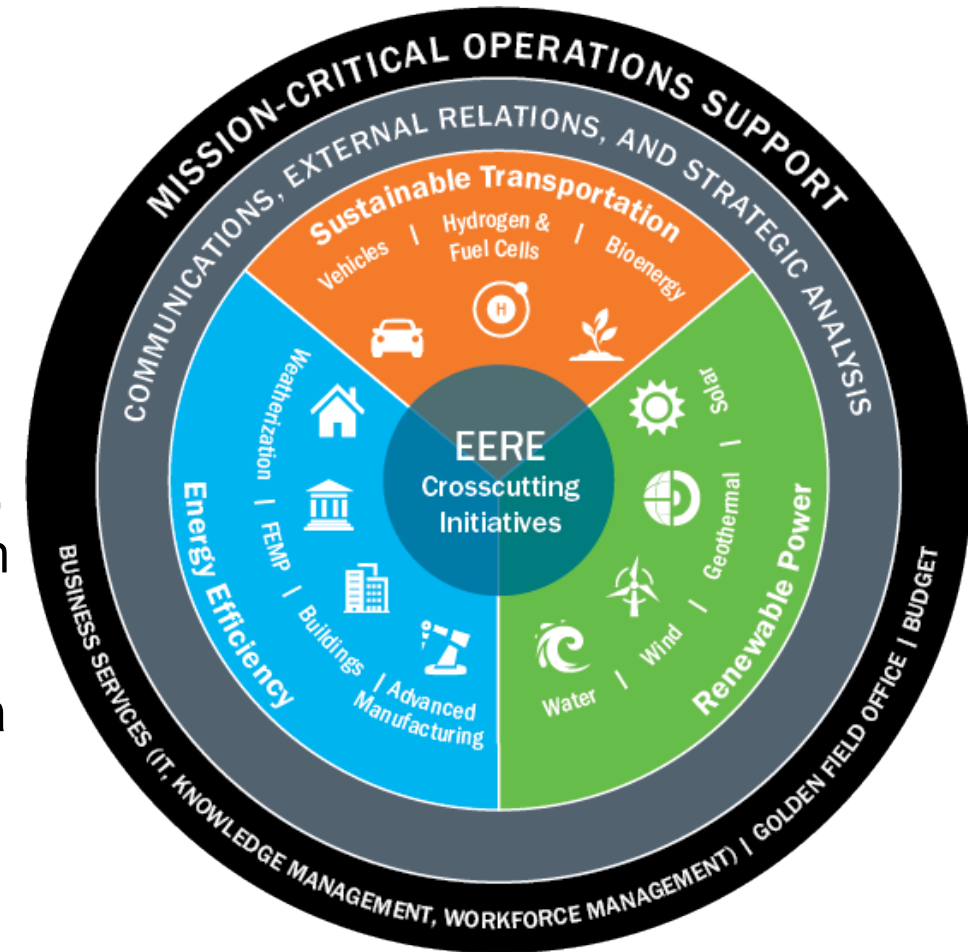 MISSION-CRITICAL OPERATIONS SUPPORT
COMMUNICATIONS, EXTERNAL RELATIONS, AND STRATEGIC ANALYSIS
Sustainable Transportation
Vehicles | Hydrogen &
Fuel Cells | Bioenergy
H
Weatherization | FEMP | Buildings | Advanced
Manufacturing
Energy Efficiency
EERE
Crosscutting
Initiatives
Solar | Geothermal | Wind | Water
Renewable Power
BUSINESS SERVICES (IT, KNOWLEDGE MANAGEMENT, WORKFORCE MANAGEMENT) | GOLDEN FIELD OFFICE | BUDGET